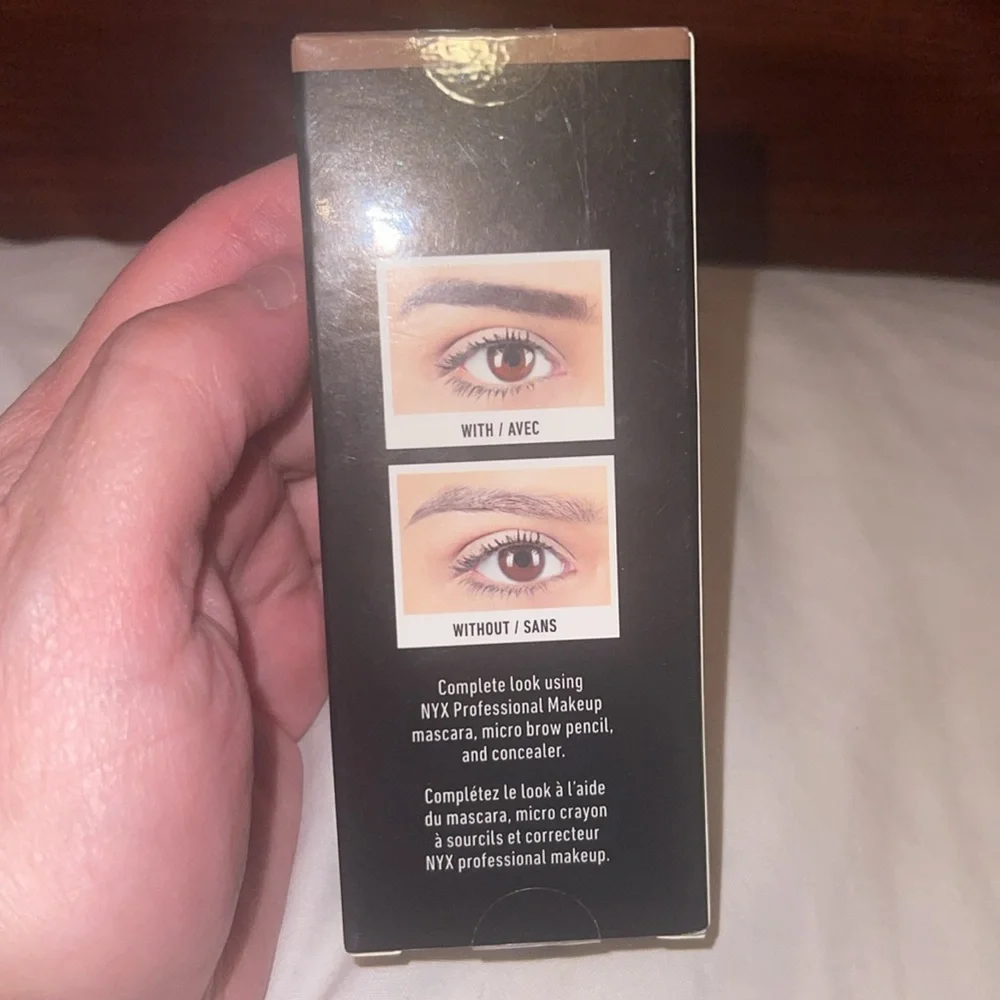 WITH / AVEC
WITHOUT / SANS
Complete look using
NYX Professional Makeup
mascara, micro brow pencil,
and concealer.
Complétez le look à l'aide
du mascara, micro crayon
à sourcils et correcteur
NYX professional makeup.